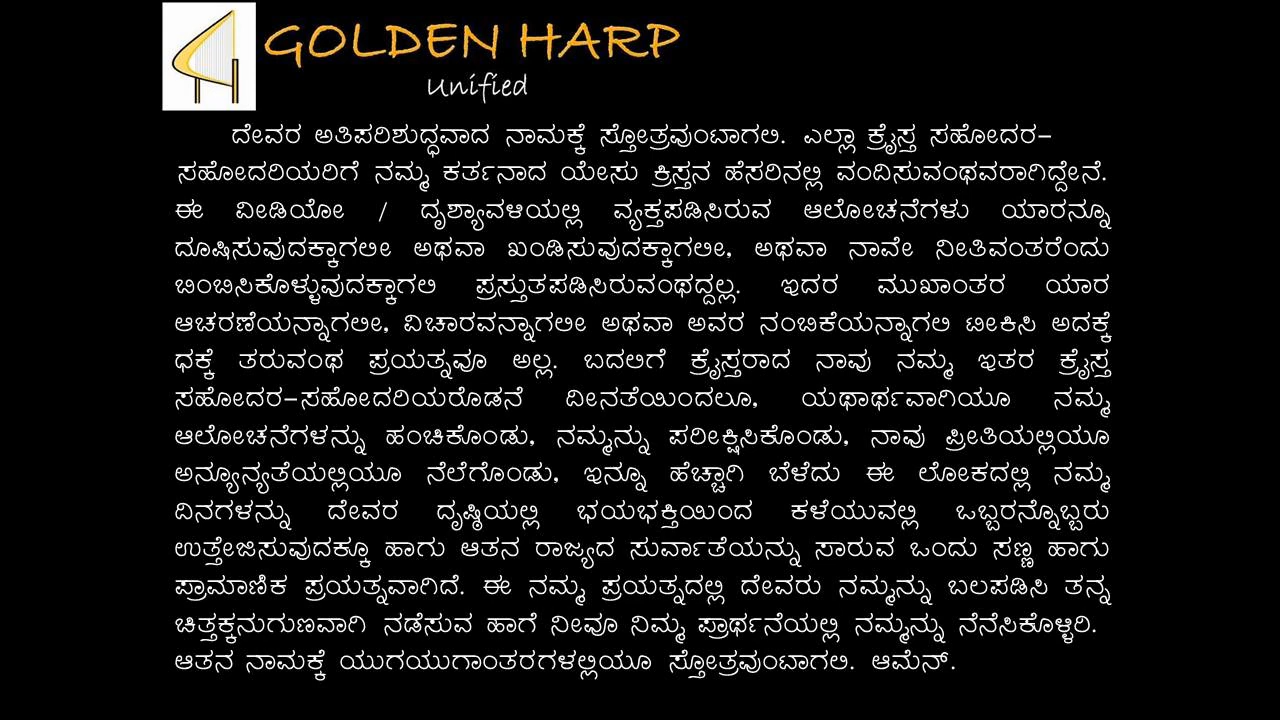 GOLDEN HARP
Unified
ದೇವರ ಅತಿಪರಿಶುದ್ಧವಾದ ನಾಮಕ್ಕೆ ಸ್ತೋತ್ರವುಂಟಾಗಲಿ. ಎಲ್ಲಾ ಕ್ರೈಸ್ತ ಸಹೋದರ–
ಸಹೋದರಿಯರಿಗೆ ನಮ್ಮ ಕರ್ತನಾದ ಯೇಸು ಕ್ರಿಸ್ತನ ಹೆಸರಿನಲ್ಲಿ ವಂದಿಸುವಂಥವರಾಗಿದ್ದೇನೆ.
ಈ ವೀಡಿಯೋ / ದೃಶ್ಯಾವಳಿಯಲ್ಲಿ ವ್ಯಕ್ತಪಡಿಸಿರುವ ಆಲೋಚನೆಗಳು ಯಾರನ್ನೂ
ದೂಷಿಸುವುದಕ್ಕಾಗಲೀ ಅಥವಾ ಖಂಡಿಸುವುದಕ್ಕಾಗಲೀ, ಅಥವಾ ನಾವೇ ನೀತಿವಂತರೆಂದು
ಬಿಂಬಿಸಿಕೊಳ್ಳುವುದಕ್ಕಾಗಲಿ ಪ್ರಸ್ತುತಪಡಿಸಿರುವಂಥದ್ದಲ್ಲ. ಇದರ ಮುಖಾಂತರ ಯಾರ
ಆಚರಣೆಯನ್ನಾಗಲೀ, ವಿಚಾರವನ್ನಾಗಲೀ ಅಥವಾ ಅವರ ನಂಬಿಕೆಯನ್ನಾಗಲಿ ಟೀಕಿಸಿ ಅದಕ್ಕೆ
ಧಕ್ಕೆ ತರುವಂಥ ಪ್ರಯತ್ನವೂ ಅಲ್ಲ. ಬದಲಿಗೆ ಕ್ರೈಸ್ತರಾದ ನಾವು ನಮ್ಮ ಇತರ ಕ್ರೈಸ್ತ
ಸಹೋದರ–ಸಹೋದರಿಯರೊಡನೆ ದೀನತೆಯಿಂದಲೂ, ಯಥಾರ್ಥವಾಗಿಯೂ ನಮ್ಮ
ಆಲೋಚನೆಗಳನ್ನು ಹಂಚಿಕೊಂಡು, ನಮ್ಮನ್ನು ಪರೀಕ್ಷಿಸಿಕೊಂಡು, ನಾವು ಪ್ರೀತಿಯಲ್ಲಿಯೂ
ಅನ್ಯೂನ್ಯತೆಯಲ್ಲಿಯೂ ನೆಲೆಗೊಂಡು, ಇನ್ನೂ ಹೆಚ್ಚಾಗಿ ಬೆಳೆದು ಈ ಲೋಕದಲ್ಲಿ ನಮ್ಮ
ದಿನಗಳನ್ನು ದೇವರ ದೃಷ್ಠಿಯಲ್ಲಿ ಭಯಭಕ್ತಿಯಿಂದ ಕಳೆಯುವಲ್ಲಿ ಒಬ್ಬರನ್ನೊಬ್ಬರು
ಉತ್ತೇಜಿಸುವುದಕ್ಕೂ ಹಾಗು ಆತನ ರಾಜ್ಯದ ಸುರ್ವಾತೆಯನ್ನು ಸಾರುವ ಒಂದು ಸಣ್ಣ ಹಾಗು
ಪ್ರಾಮಾಣಿಕ ಪ್ರಯತ್ನವಾಗಿದೆ. ಈ ನಮ್ಮ ಪ್ರಯತ್ನದಲ್ಲಿ ದೇವರು ನಮ್ಮನ್ನು ಬಲಪಡಿಸಿ ತನ್ನ
ಚಿತ್ತಕ್ಕನುಗುಣವಾಗಿ ನಡೆಸುವ ಹಾಗೆ ನೀವೂ ನಿಮ್ಮ ಪ್ರಾರ್ಥನೆಯಲ್ಲಿ ನಮ್ಮನ್ನು ನೆನೆಸಿಕೊಳ್ಳಿರಿ.
ಆತನ ನಾಮಕ್ಕೆ ಯುಗಯುಗಾಂತರಗಳಲ್ಲಿಯೂ ಸ್ತೋತ್ರವುಂಟಾಗಲಿ. ಆಮೆನ್.